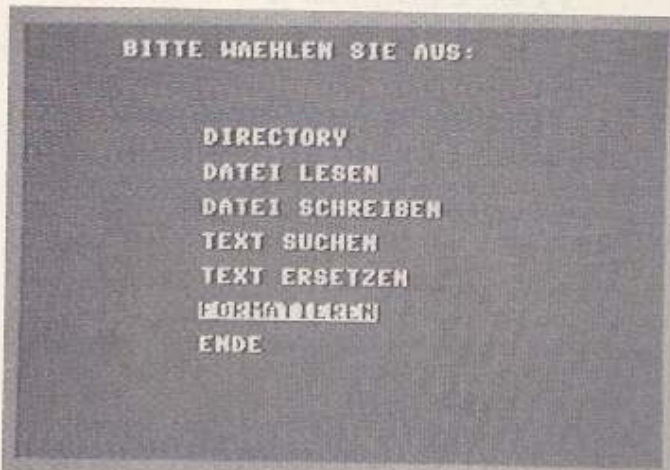 BITTE WAEHLEN SIE AUS:
DIRECTORY
DATEI LESEN
DATEI SCHREIBEN
TEXT SUCHEN
TEXT ERSETZEN
FORMATIEREN
ENDE